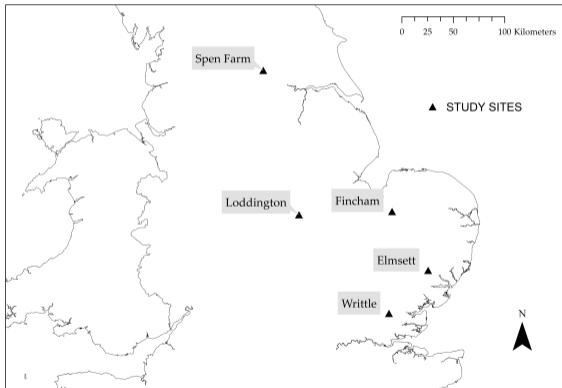 0 25 50 100 Kilometers
Spen Farm
STUDY SITES
Loddington
Fincham
Elmsett
Writtle
N